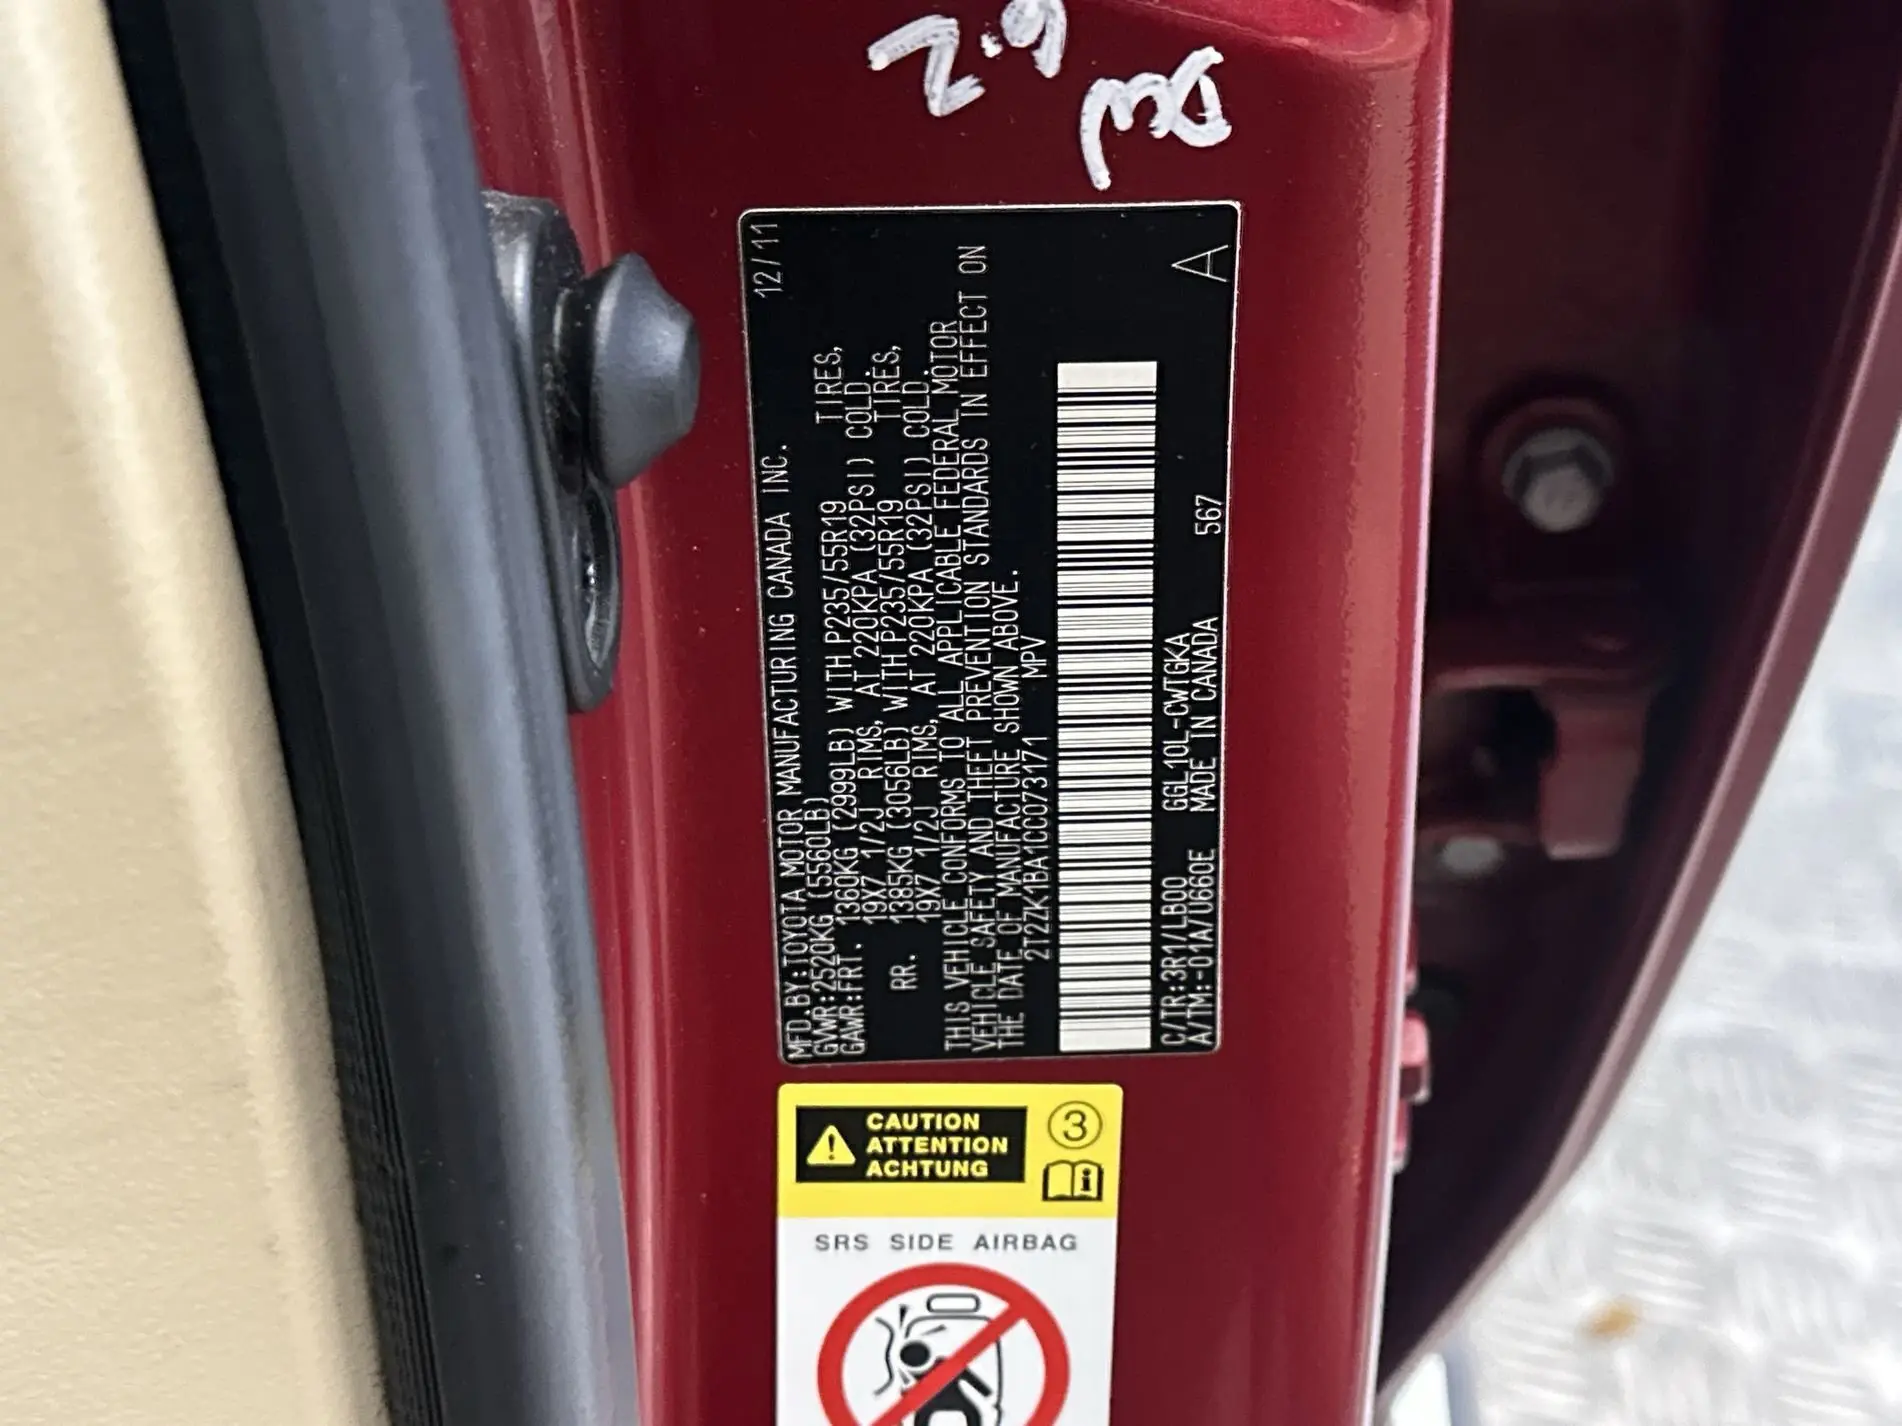 2.9
12/11
MFD.BY:TOYOTA MOTOR MANUFACTURING CANADA INC.
GVWR:2520KG (5560LB)
GAWR:FRT. 1360KG (2999LB) WITH P235/55R19 TIRES,
19X7 1/2J RIMS, AT 220KPA (32PSI) COLD.
RR. 1385KG (3056LB) WITH P235/55R19 TIRES,
19X7 1/2J RIMS, AT 220KPA (32PSI) COLD.
THIS VEHICLE CONFORMS TO ALL APPLICABLE FEDERAL MOTOR
VEHICLE SAFETY AND THEFT PREVENTION STANDARDS IN EFFECT ON
THE DATE OF MANUFACTURE SHOWN ABOVE.
2T2ZK1BA1CC073171 MPV
C/TR:3R1/LB00 GGL10L-CWTGKA
A/TM:-01A/U660E MADE IN CANADA 567
A
CAUTION
ATTENTION
ACHTUNG
3
SRS SIDE AIRBAG